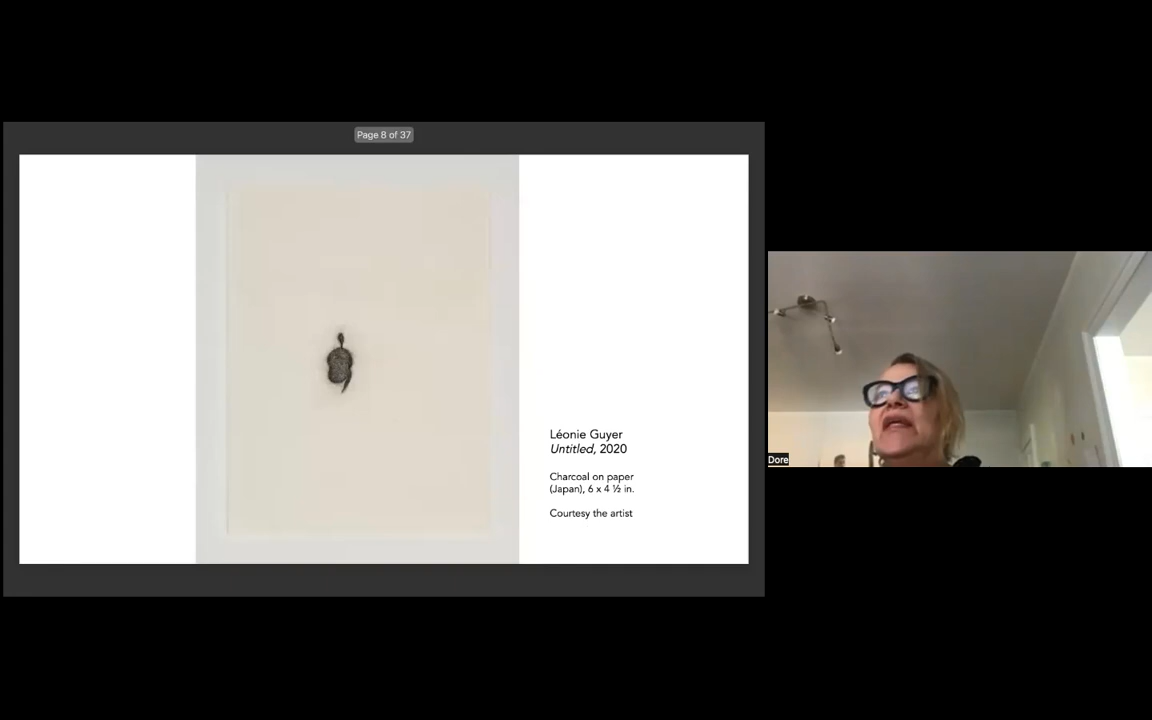 Page 8 of 37
Léonie Guyer
Untitled, 2020
Charcoal on paper
(Japan), 6 x 4 ½ in.
Courtesy the artist
Dore